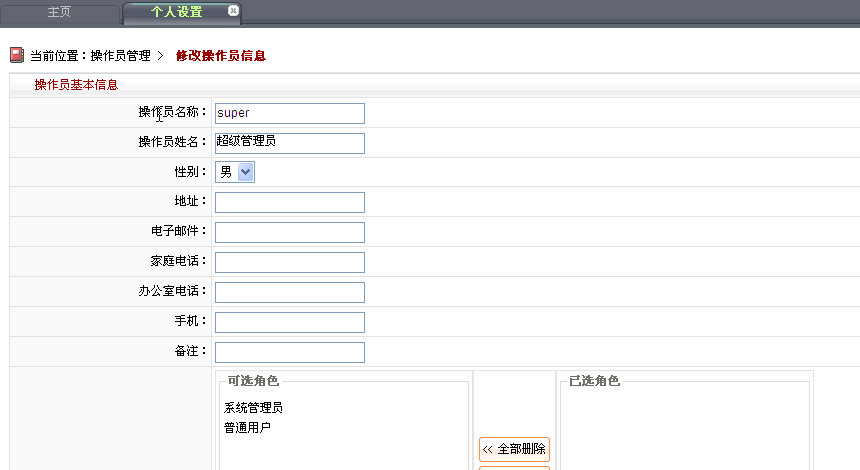 主页 个人设置
当前位置：操作员管理 > 修改操作员信息
操作员基本信息
操作员名称： super
操作员姓名： 超级管理员
性别： 男
地址：
电子邮件：
家庭电话：
办公室电话：
手机：
备注：
可选角色 已选角色
系统管理员
普通用户
<< 全部删除